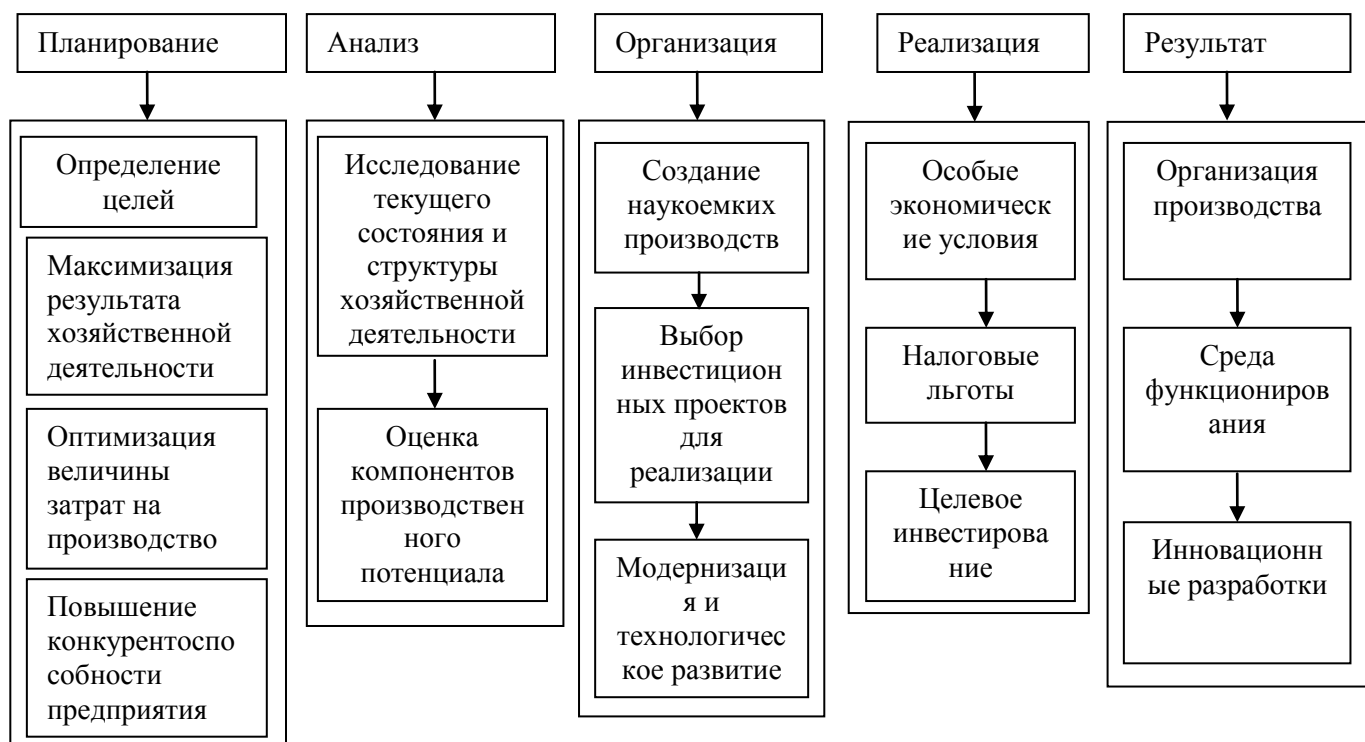 Планирование
Анализ
Организация
Реализация
Результат
Определение
целей
Максимизация
результата
хозяйственной
деятельности
Оптимизация
величины
затрат на
производство
Повышение
конкурентоспо
собности
предприятия
Исследование
текущего
состояния и
структуры
хозяйственной
деятельности
Оценка
компонентов
производствен
ного
потенциала
Создание
наукоемких
производств
Выбор
инвестицион
ных проектов
для
реализации
Модернизаци
я и
технологичес
кое развитие
Особые
экономическ
ие условия
Налоговые
льготы
Целевое
инвестирова
ние
Организация
производства
Среда
функциониров
ания
Инновационн
ые разработки